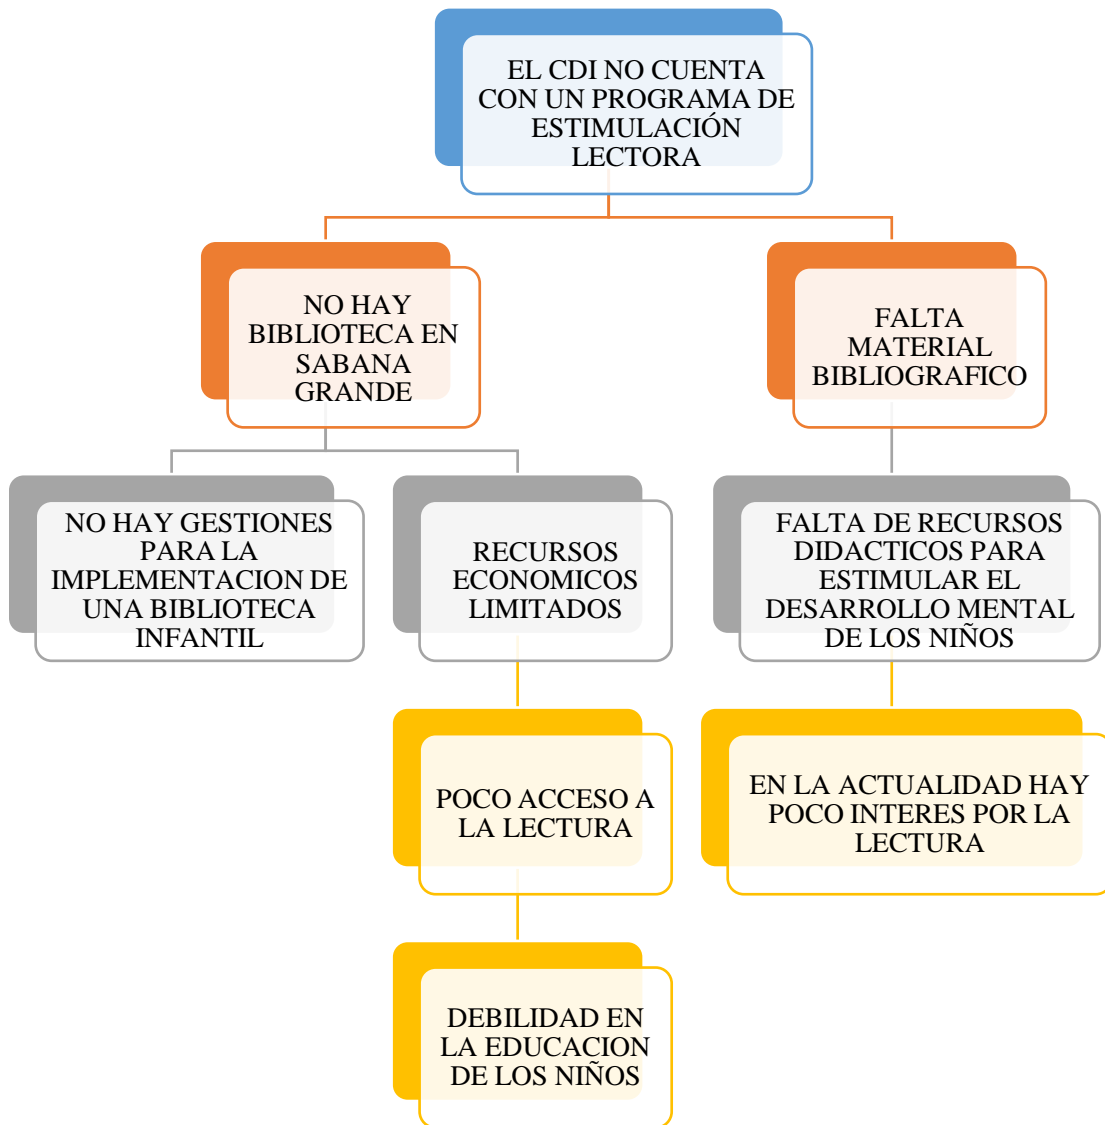 EL CDI NO CUENTA
CON UN PROGRAMA DE
ESTIMULACIÓN
LECTORA
NO HAY
BIBLIOTECA EN
SABANA
GRANDE
FALTA
MATERIAL
BIBLIOGRAFICO
NO HAY GESTIONES
PARA LA
IMPLEMENTACION DE
UNA BIBLIOTECA
INFANTIL
RECURSOS
ECONOMICOS
LIMITADOS
FALTA DE RECURSOS
DIDACTICOS PARA
ESTIMULAR EL
DESARROLLO MENTAL
DE LOS NIÑOS
POCO ACCESO A
LA LECTURA
EN LA ACTUALIDAD HAY
POCO INTERES POR LA
LECTURA
DEBILIDAD EN
LA EDUCACION
DE LOS NIÑOS